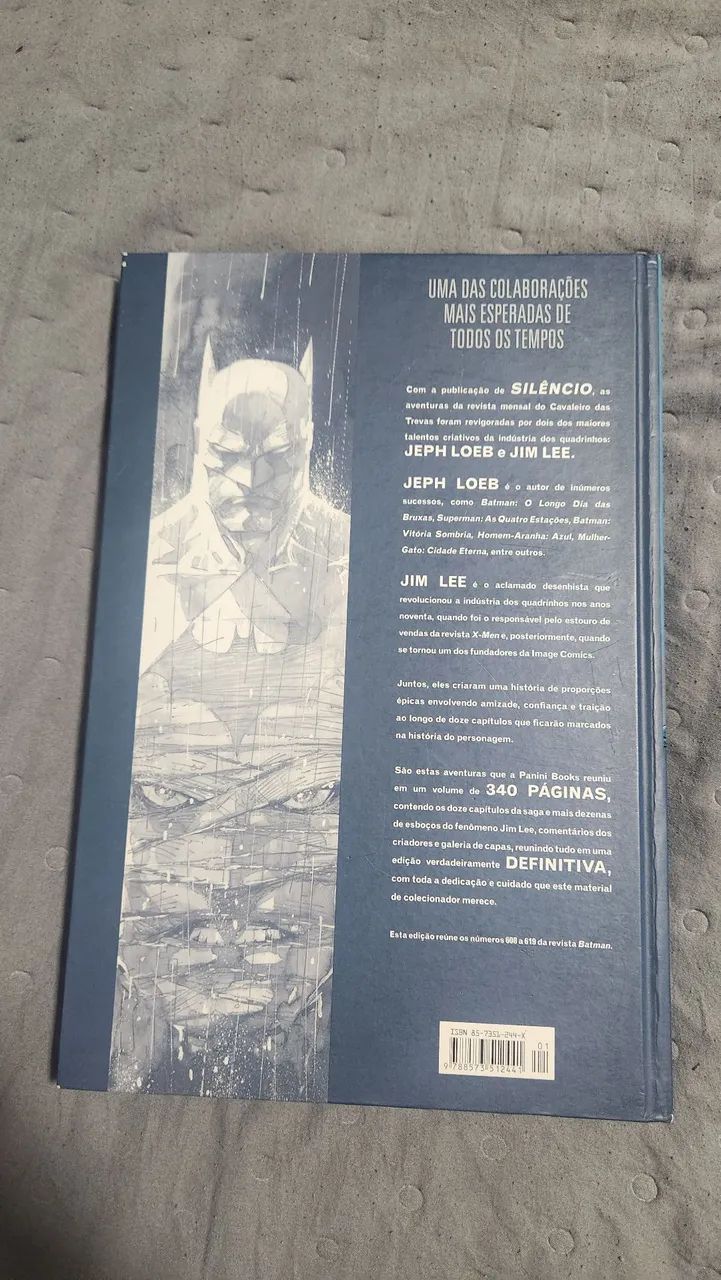 UMA DAS COLABORAÇÕES
MAIS ESPERADAS DE
TODOS OS TEMPOS
Com a publicação de SILÊNCIO, as
aventuras da revista mensal do Cavaleiro das
Trevas foram revigoradas por dois dos maiores
talentos criativos da indústria dos quadrinhos:
JEPH LOEB e JIM LEE.
JEPH LOEB é o autor de inúmeros
sucessos, como Batman: O Longo Dia das
Bruxas, Superman: As Quatro Estações, Batman:
Vitória Sombria, Homem-Aranha: Azul, Mulher-
Gato: Cidade Eterna, entre outros.
JIM LEE é o aclamado desenhista que
revolucionou a indústria dos quadrinhos nos anos
noventa, quando foi o responsável pelo estouro de
vendas da revista X-Men e, posteriormente, quando
se tornou um dos fundadores da Image Comics.
Juntos, eles criaram uma história de proporções
épicas envolvendo amizade, confiança e traição
ao longo de doze capítulos que ficarão marcados
na história do personagem.
São estas aventuras que a Panini Books reuniu
em um volume de 340 PÁGINAS,
contendo os doze capítulos da saga e mais dezenas
de esboços do fenômeno Jim Lee, comentários dos
criadores e galeria de capas, reunindo tudo em uma
edição verdadeiramente DEFINITIVA,
com toda a dedicação e cuidado que este material
de colecionador merece.
Esta edição reúne os números 608 a 619 da revista Batman.
ISBN 85-7351-244-X
01
9 788573 512441